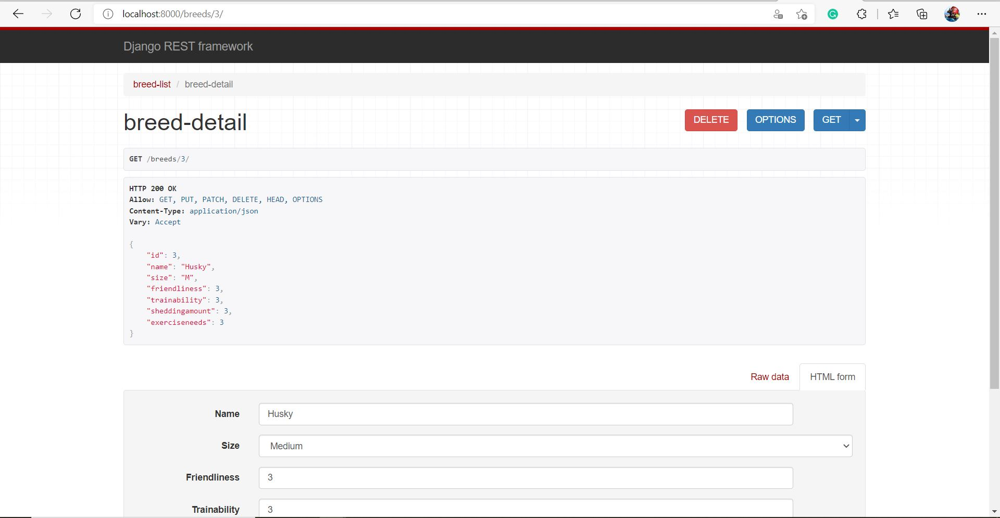 localhost:8000/breeds/3/
Django REST framework
breed-list / breed-detail
breed-detail
DELETE OPTIONS GET
GET /breeds/3/
HTTP 200 OK
Allow: GET, PUT, PATCH, DELETE, HEAD, OPTIONS
Content-Type: application/json
Vary: Accept
{
"id": 3,
"name": "Husky",
"size": "M",
"friendliness": 3,
"trainability": 3,
"sheddingamount": 3,
"exerciseneeds": 3
}
Raw data HTML form
Name Husky
Size Medium
Friendliness 3
Trainability 3